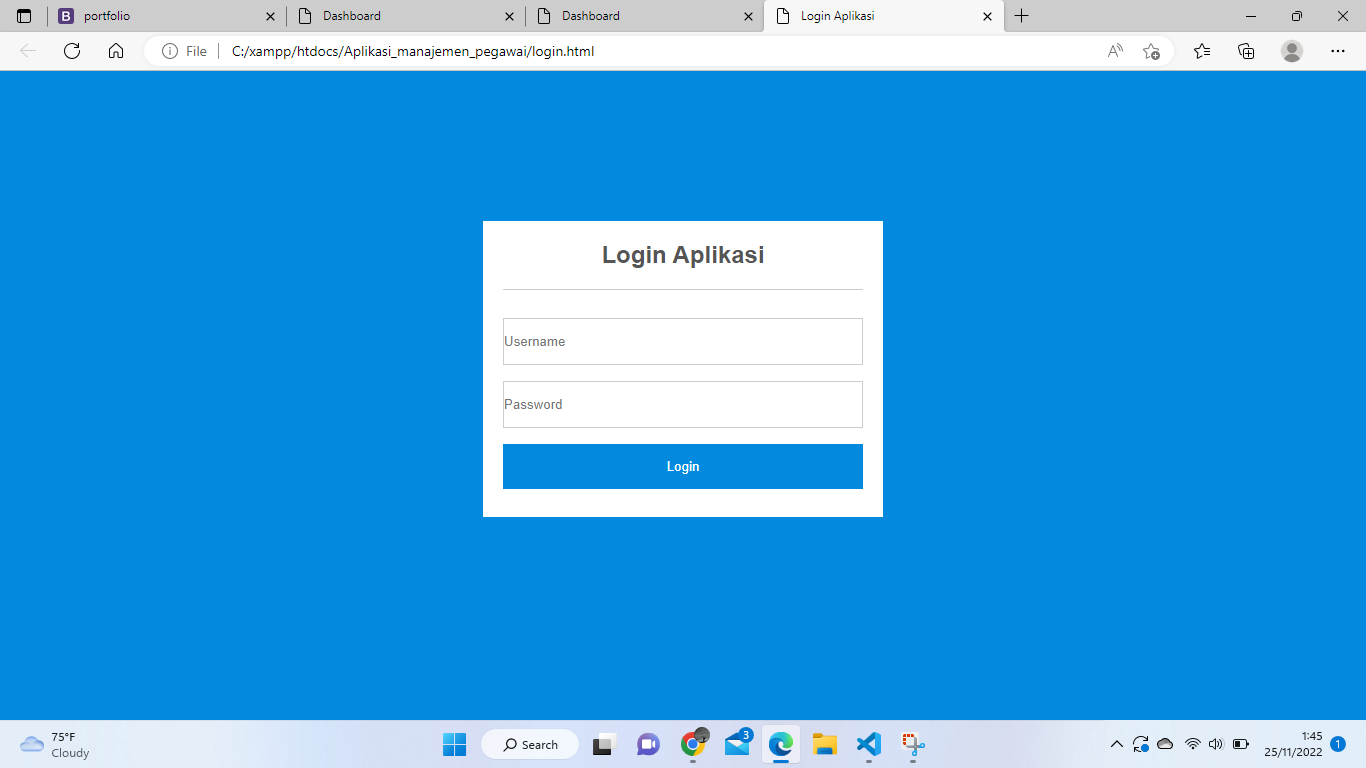 portfolio
Dashboard
Dashboard
Login Aplikasi
File
C:/xampp/htdocs/Aplikasi_manajemen_pegawai/login.html
Login Aplikasi
Username
Password
Login
75°F
Cloudy
Search
3
1:45
25/11/2022
1